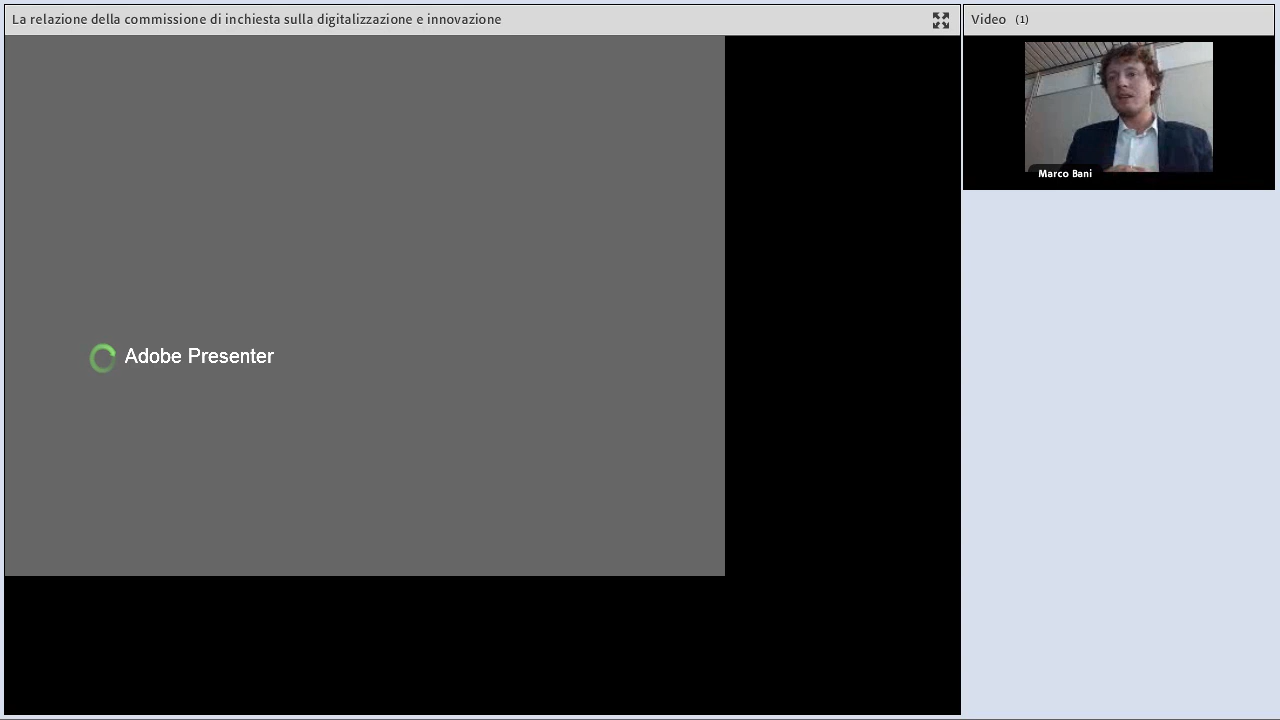 La relazione della commissione di inchiesta sulla digitalizzazione e innovazione
Video (1)
Marco Bani
Adobe Presenter